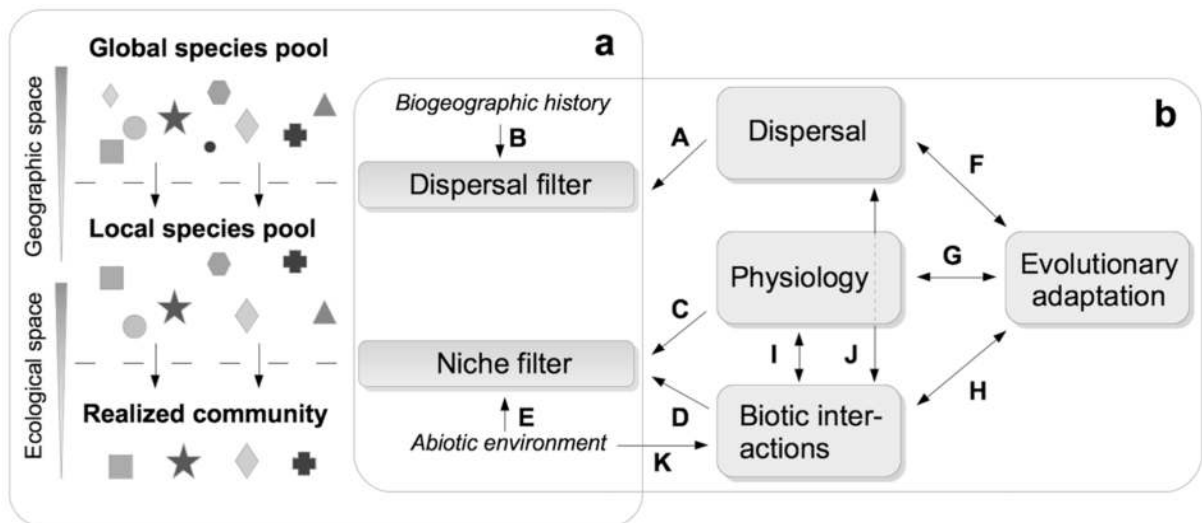 a
Global species pool
Geographic space
Local species pool
Ecological space
Realized community
b
Biogeographic history
B
Dispersal filter
A
Dispersal
F
Physiology
G
Evolutionary
adaptation
C
Niche filter
I
J
E
D
H
Abiotic environment
K
Biotic inter-
actions